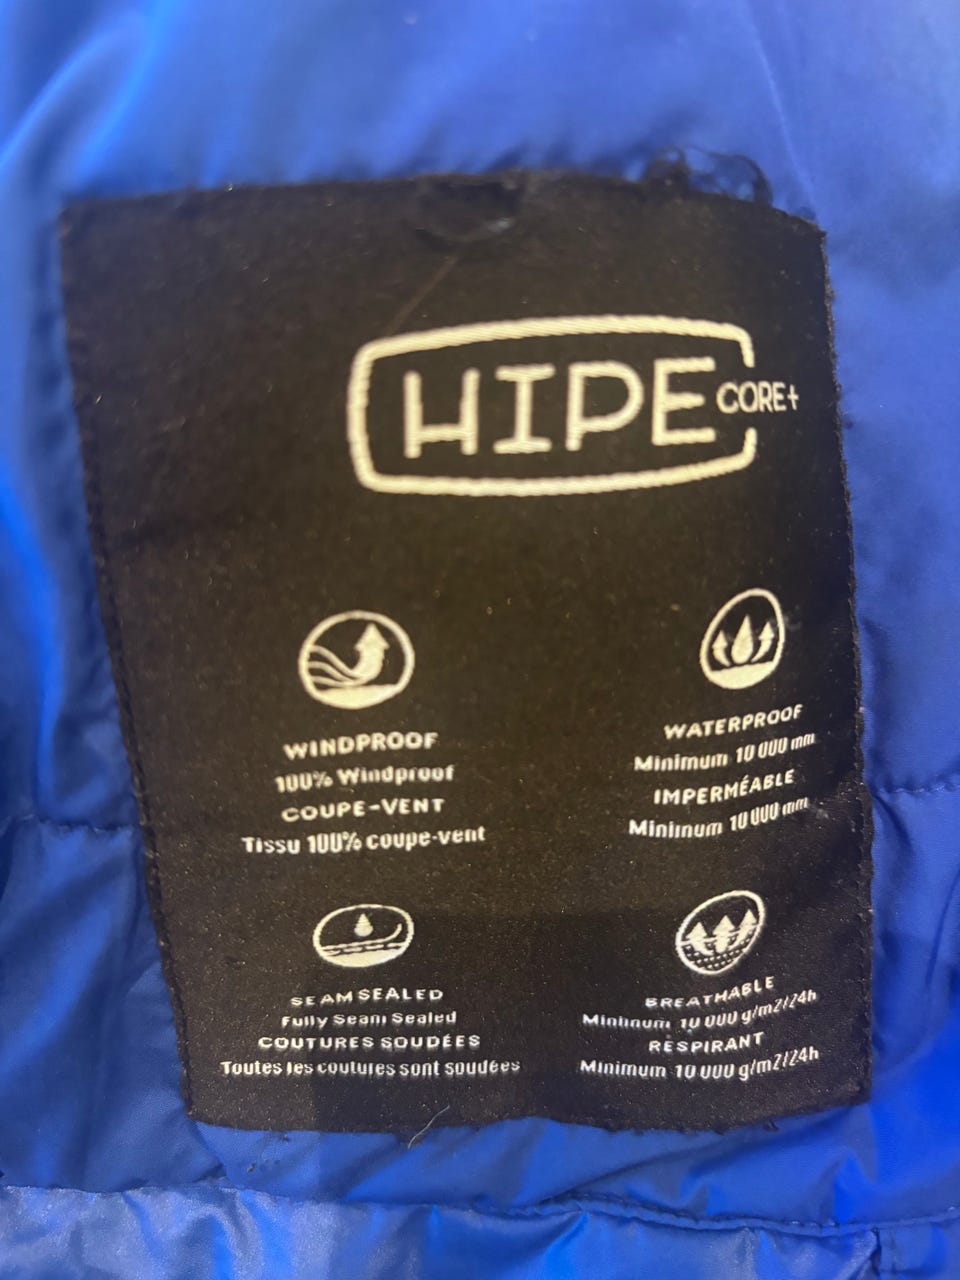 HIPE CORE+
WINDPROOF
100% Windproof
COUPE-VENT
Tissu 100% coupe-vent
WATERPROOF
Minimum 10 000 mm
IMPERMÉABLE
Minimum 10 000 mm
SEAM SEALED
Fully Seam Sealed
COUTURES SOUDÉES
Toutes les coutures sont soudées
BREATHABLE
Minimum 10 000 g/m2/24h
RESPIRANT
Minimum 10 000 g/m2/24h